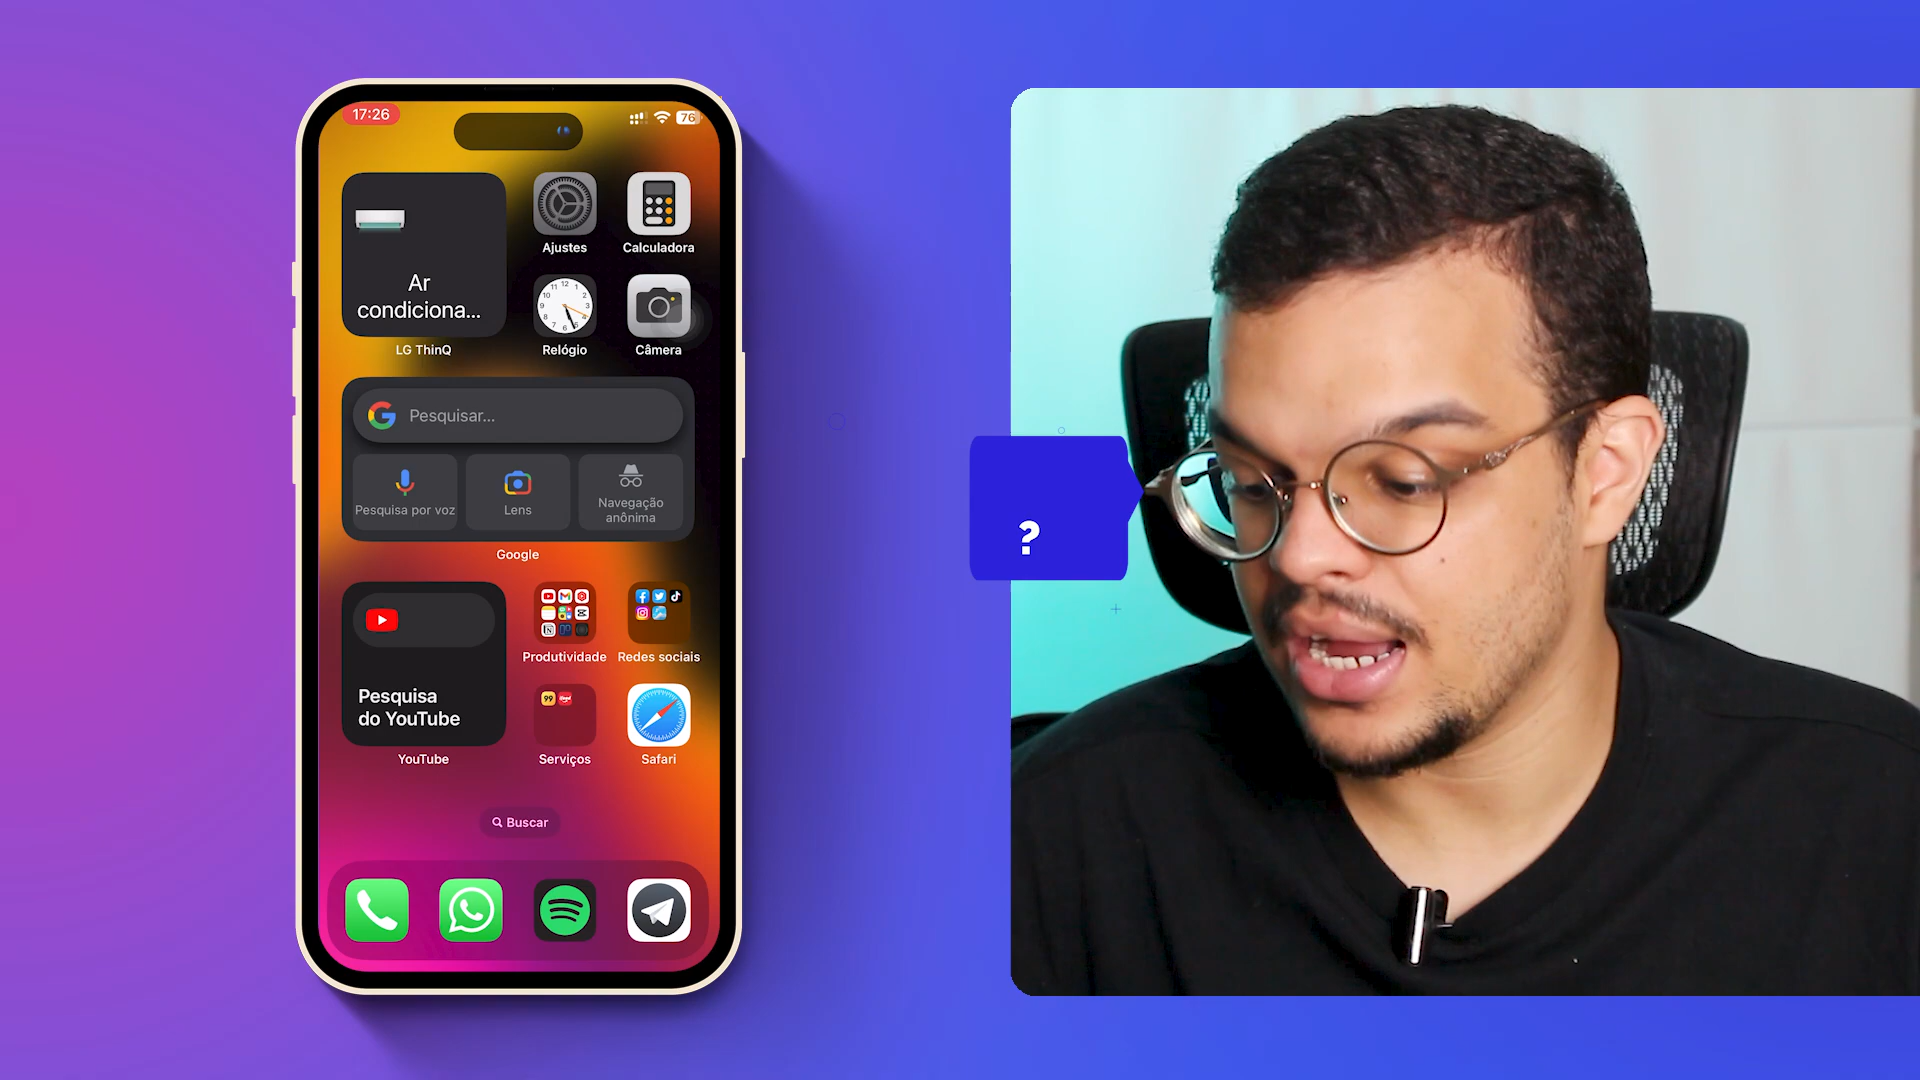 17:26
76
Ar
condiciona...
LG ThinQ
Ajustes
Calculadora
Relógio
Câmera
Pesquisar...
Pesquisa por voz
Lens
Navegação
anônima
Google
Pesquisa
do YouTube
YouTube
Produtividade
Redes sociais
99
Serviços
Safari
Buscar
?